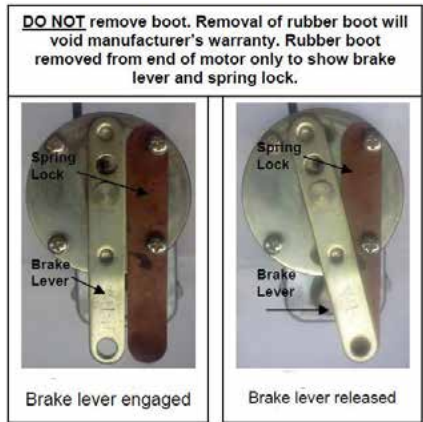 DO NOT remove boot. Removal of rubber boot will
void manufacturer's warranty. Rubber boot
removed from end of motor only to show brake
lever and spring lock.
Spring
Lock
Brake
Lever
Brake lever engaged
Spring
Lock
Brake
Lever
Brake lever released